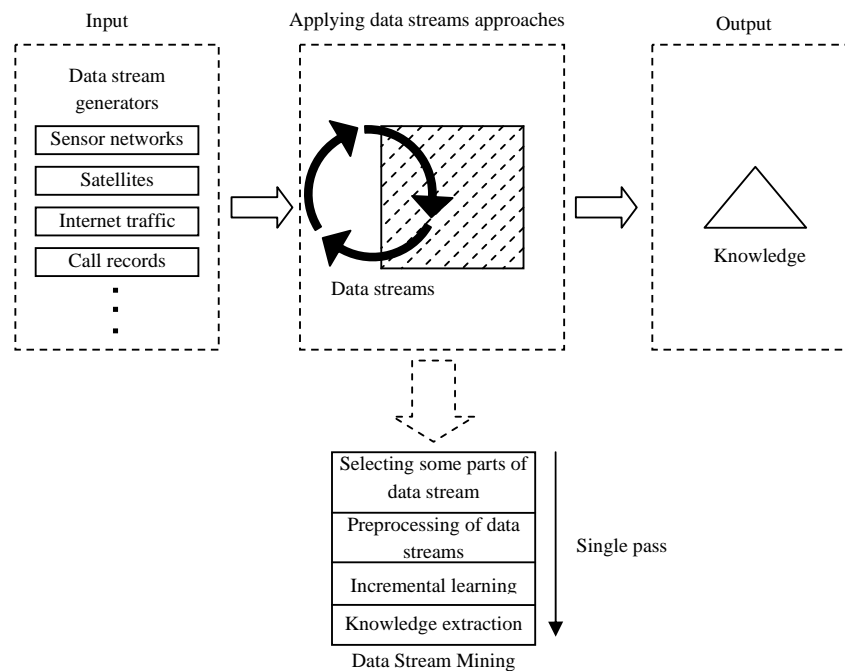 Input
Applying data streams approaches
Output
Data stream
generators
Sensor networks
Satellites
Internet traffic
Call records
Data streams
Knowledge
Selecting some parts of
data stream
Preprocessing of data
streams
Incremental learning
Knowledge extraction
Single pass
Data Stream Mining